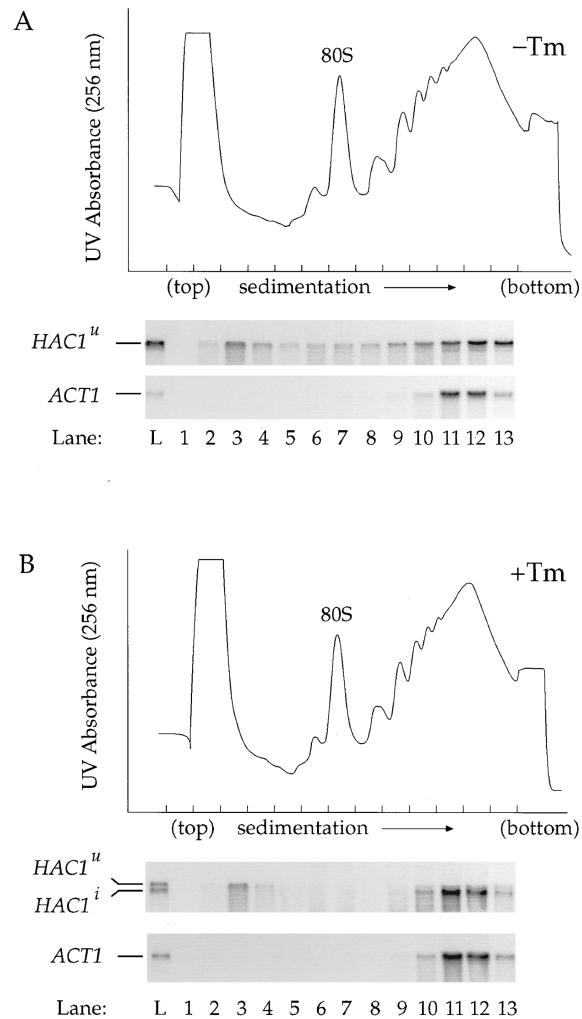 A
UV Absorbance (256 nm)
80S
−Tm
(top) sedimentation (bottom)
HAC1ᵘ
ACT1
Lane: L 1 2 3 4 5 6 7 8 9 10 11 12 13
B
UV Absorbance (256 nm)
80S
+Tm
(top) sedimentation (bottom)
HAC1ᵘ
HAC1ⁱ
ACT1
Lane: L 1 2 3 4 5 6 7 8 9 10 11 12 13